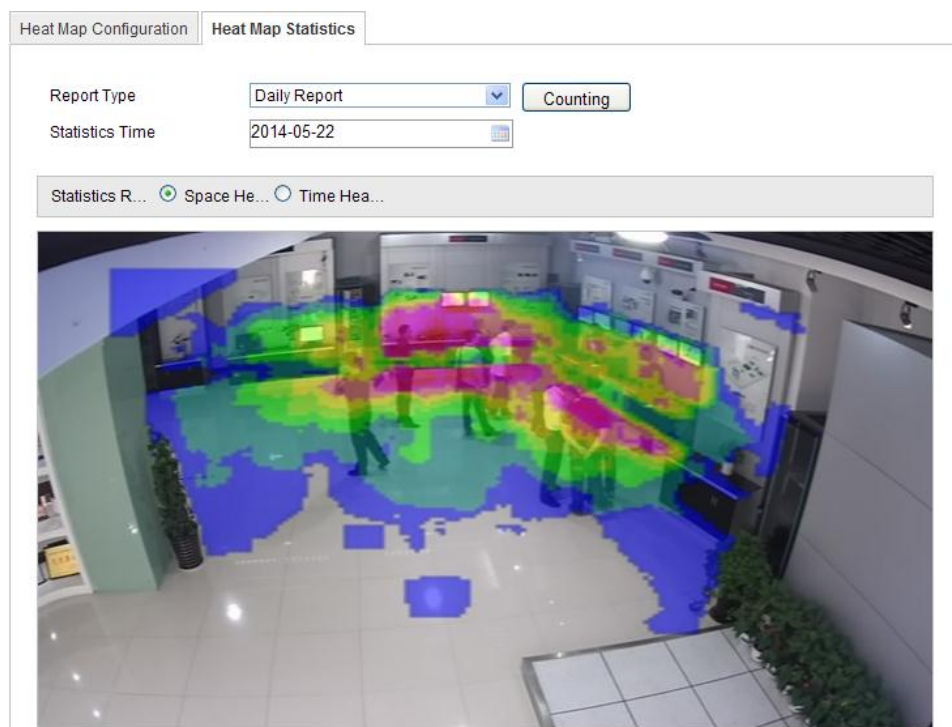 Heat Map Configuration
Heat Map Statistics
Report Type
Daily Report
Counting
Statistics Time
2014-05-22
Statistics R... Space He... Time Hea...